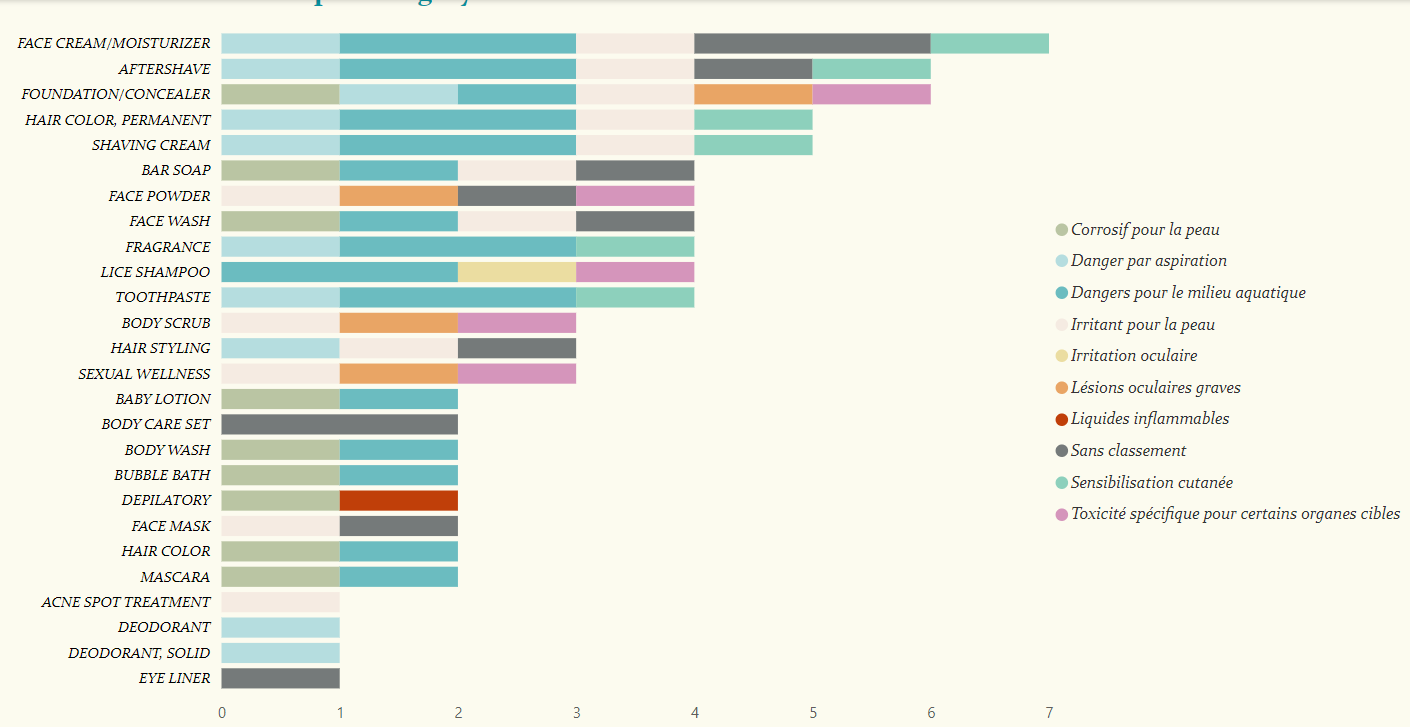 FACE CREAM/MOISTURIZER
AFTERSHAVE
FOUNDATION/CONCEALER
HAIR COLOR, PERMANENT
SHAVING CREAM
BAR SOAP
FACE POWDER
FACE WASH
FRAGRANCE
LICE SHAMPOO
TOOTHPASTE
BODY SCRUB
HAIR STYLING
SEXUAL WELLNESS
BABY LOTION
BODY CARE SET
BODY WASH
BUBBLE BATH
DEPILATORY
FACE MASK
HAIR COLOR
MASCARA
ACNE SPOT TREATMENT
DEODORANT
DEODORANT, SOLID
EYE LINER
0 1 2 3 4 5 6 7
Corrosif pour la peau
Danger par aspiration
Dangers pour le milieu aquatique
Irritant pour la peau
Irritation oculaire
Lésions oculaires graves
Liquides inflammables
Sans classement
Sensibilisation cutanée
Toxicité spécifique pour certains organes cibles